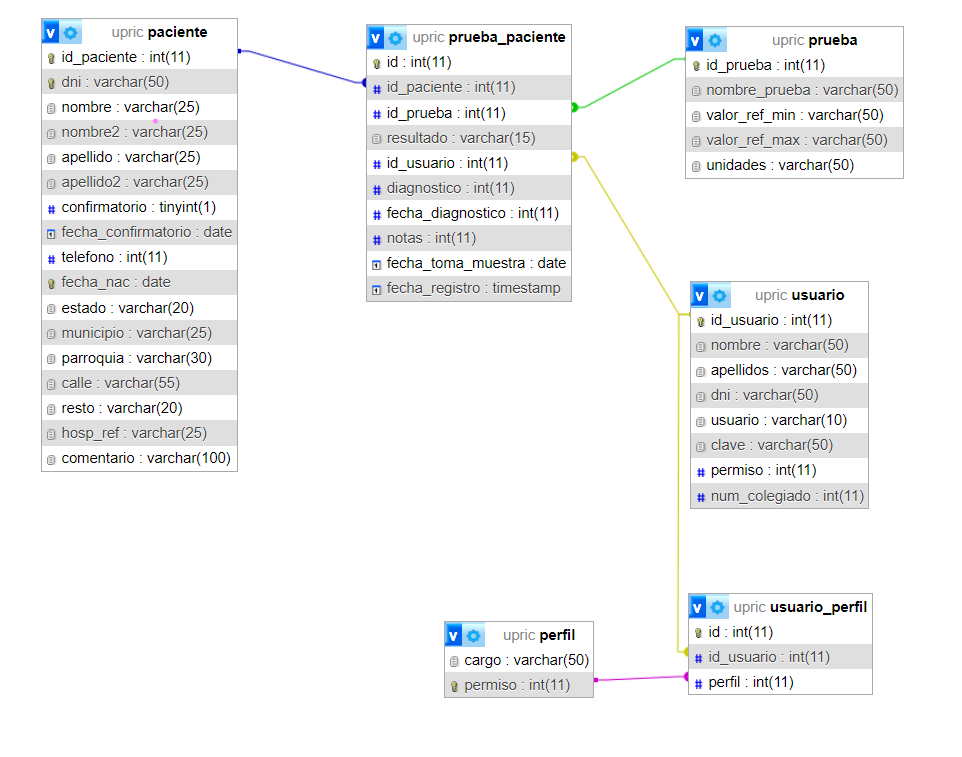 v upric paciente
id_paciente : int(11)
dni : varchar(50)
nombre : varchar(25)
nombre2 : varchar(25)
apellido : varchar(25)
apellido2 : varchar(25)
# confirmatorio : tinyint(1)
fecha_confirmatorio : date
# telefono : int(11)
fecha_nac : date
estado : varchar(20)
municipio : varchar(25)
parroquia : varchar(30)
calle : varchar(55)
resto : varchar(20)
hosp_ref : varchar(25)
comentario : varchar(100)
v upric prueba_paciente
id : int(11)
# id_paciente : int(11)
# id_prueba : int(11)
resultado : varchar(15)
# id_usuario : int(11)
# diagnostico : int(11)
# fecha_diagnostico : int(11)
# notas : int(11)
fecha_toma_muestra : date
fecha_registro : timestamp
v upric prueba
id_prueba : int(11)
nombre_prueba : varchar(50)
valor_ref_min : varchar(50)
valor_ref_max : varchar(50)
unidades : varchar(50)
v upric usuario
id_usuario : int(11)
nombre : varchar(50)
apellidos : varchar(50)
dni : varchar(50)
usuario : varchar(10)
clave : varchar(50)
# permiso : int(11)
# num_colegiado : int(11)
v upric perfil
cargo : varchar(50)
permiso : int(11)
v upric usuario_perfil
id : int(11)
# id_usuario : int(11)
# perfil : int(11)